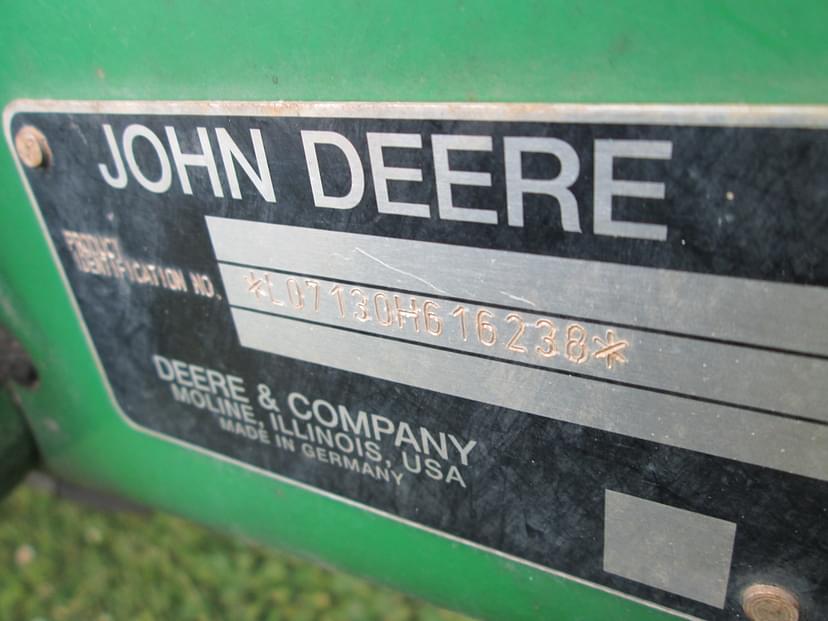 JOHN DEERE
PRODUCT
IDENTIFICATION NO.
*L07130H616238*
DEERE & COMPANY
MOLINE, ILLINOIS, USA
MADE IN GERMANY